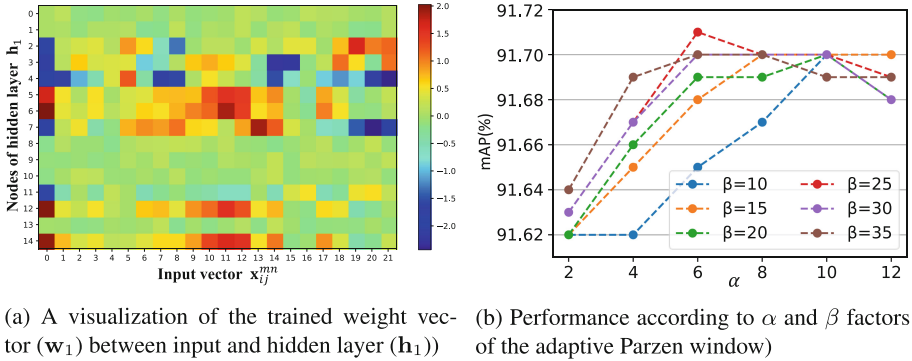 0
1
2
3
4
5
6
7
8
9
10
11
12
13
14
Nodes of hidden layer h₁
0 1 2 3 4 5 6 7 8 9 10 11 12 13 14 15 16 17 18 19 20 21
Input vector x_{ij}^{mn}
2.0
1.5
1.0
0.5
0.0
−0.5
−1.0
−1.5
−2.0
91.71
91.70
91.68
91.66
91.64
91.62
mAP(%)
2 4 6 8 10 12
α
β=10 β=25
β=15 β=30
β=20 β=35
(a) A visualization of the trained weight vec-
tor (w₁) between input and hidden layer (h₁))
(b) Performance according to α and β factors
of the adaptive Parzen window)